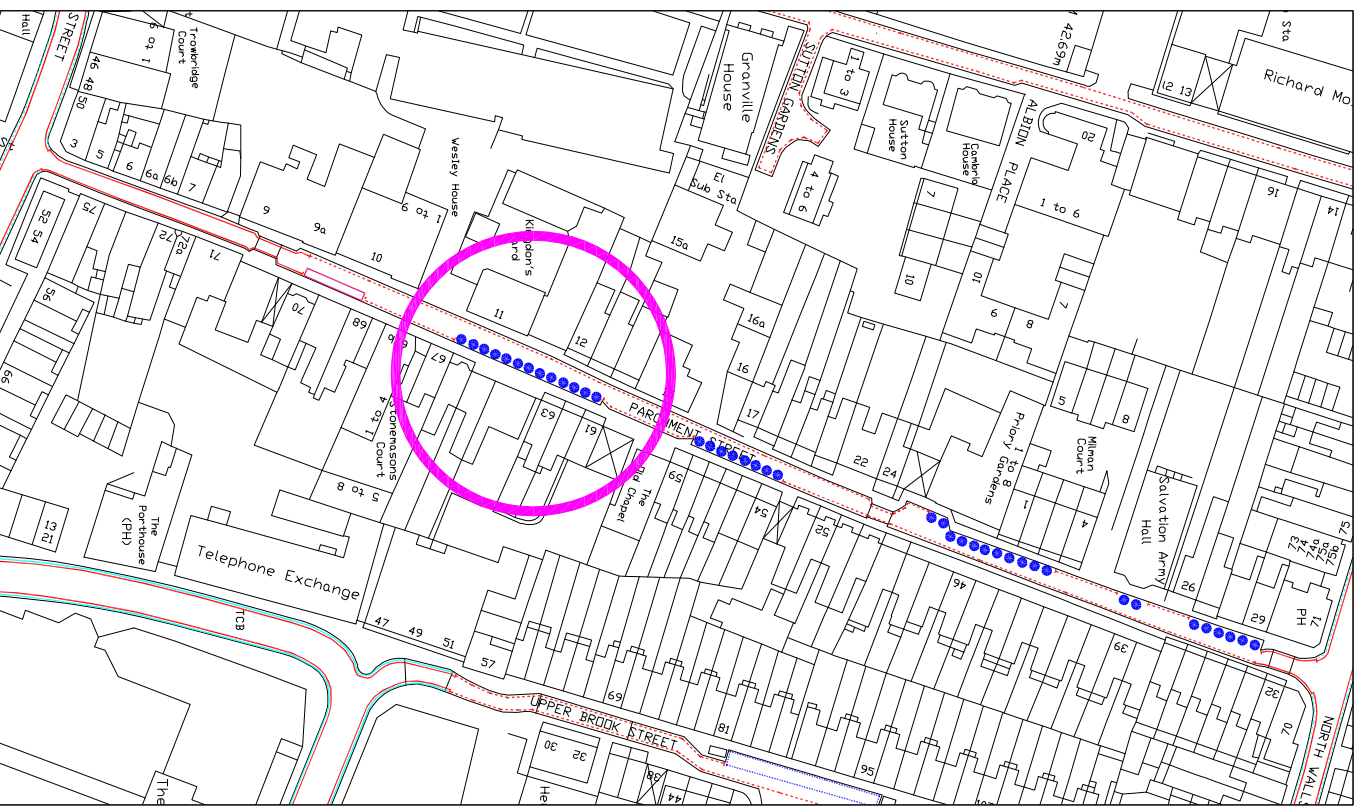 Hall
STREET
6 to 1
Trowbridge
Court
46
48
50
3
5
6
6a
6b
7
9
9a
10
6 to 1
Wesley House
Granville
House
SUTTON GARDENS
1 to 3
Sutton
House
Cambria
House
ALBION PLACE
42.69m
Sta
12 13
Richard Mo
20
16
14
1 to 6
4 to 6
El
Sub Sta
15a
7
10
10
7
6
8
16a
16
17
11
12
52 54
75
72
72a
71
70
68
67
63
61
56
66
1 to 4
Stonemasons
Court
5 to 8
PARCHMENT STREET
The
Old Chapel
59
54
52
22
24
Priory
Gardens
1 to 8
1
Milman
Court
4
5
8
Salvation Army
Hall
26
29
PH
71
73
74
74a
75a
75b
75
46
39
32
70
NORTH WALL
13
21
The
Porthouse
(PH)
Telephone Exchange
TCB
47
49
51
57
69
81
95
UPPER BROOK STREET
30
32
38
44
He
The